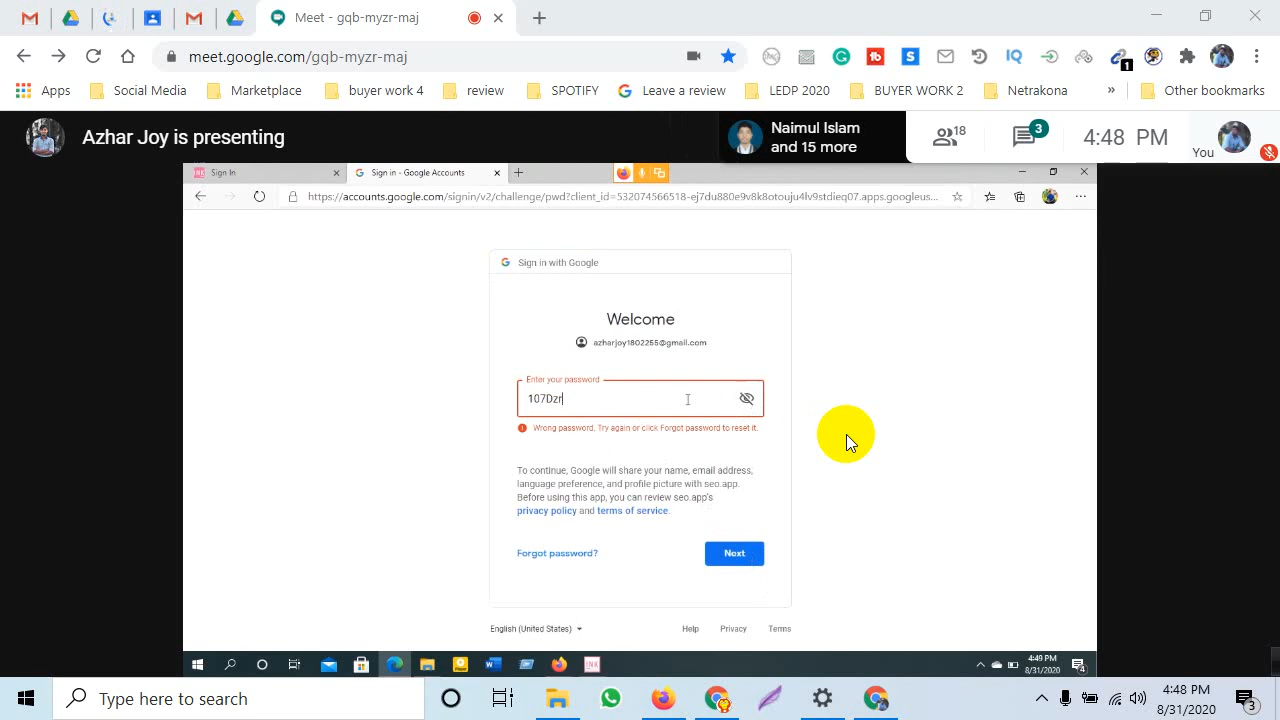 Meet - gqb-myzr-maj
meet.google.com/gqb-myzr-maj
1
Apps Social Media Marketplace buyer work 4 review SPOTIFY Leave a review LEDP 2020 BUYER WORK 2 Netrakona » Other bookmarks
Azhar Joy is presenting
Naimul Islam
and 15 more
18
3
4:48 PM
You
Sign In
Sign in - Google Accounts
https://accounts.google.com/signin/v2/challenge/pwd?client_id=532074566518-ej7du880e9v8k8otouju4lv9stdieq07.apps.googleus...
Sign in with Google
Welcome
azharjoy1802255@gmail.com
Enter your password
107Dzr
Wrong password. Try again or click Forgot password to reset it.
To continue, Google will share your name, email address,
language preference, and profile picture with seo.app.
Before using this app, you can review seo.app's
privacy policy and terms of service.
Forgot password?
Next
English (United States)
Help Privacy Terms
4:49 PM
8/31/2020
4
Type here to search
4:48 PM
8/31/2020
3